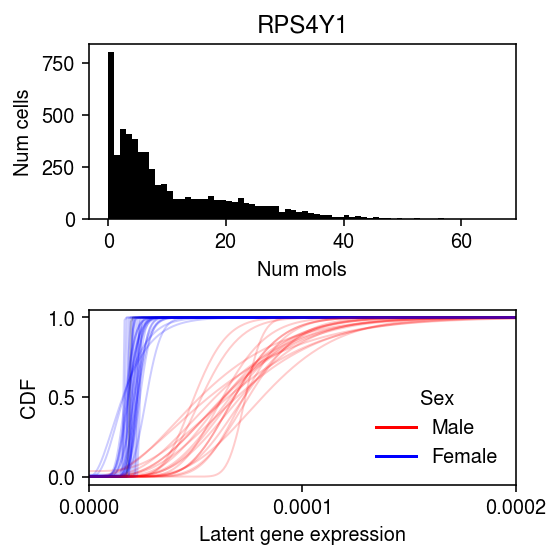 RPS4Y1
Num cells
750
500
250
0
0 20 40 60
Num mols
CDF
1.0
0.5
0.0
Sex
Male
Female
0.0000 0.0001 0.0002
Latent gene expression